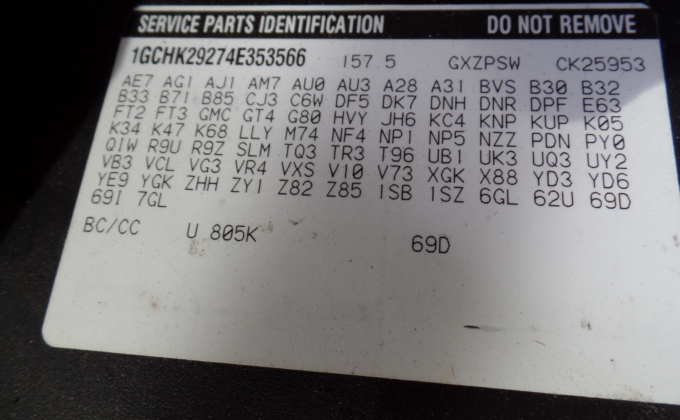 SERVICE PARTS IDENTIFICATION DO NOT REMOVE
1GCHK29274E353566 157.5 GXZPSW CK25953
AE7 AG1 AJ1 AM7 AU0 AU3 A28 A31 BVS B30 B32
B33 B71 B85 CJ3 C6W DF5 DK7 DNH DNR DPF E63
FT2 FT3 GMC GT4 G80 HVY JH6 KC4 KNP KUP K05
K34 K47 K68 LLY M74 NF4 NP1 NP5 NZZ PDN PY0
QIW R9U R9Z SLM TQ3 TR3 T96 UB1 UK3 UQ3 UY2
VB3 VCL VG3 VR4 VXS V10 V73 XGK X88 YD3 YD6
YE9 YGK ZHH ZY1 Z82 Z85 1SB 1SZ 6GL 62U 69D
69I 7GL
BC/CC U 805K 69D